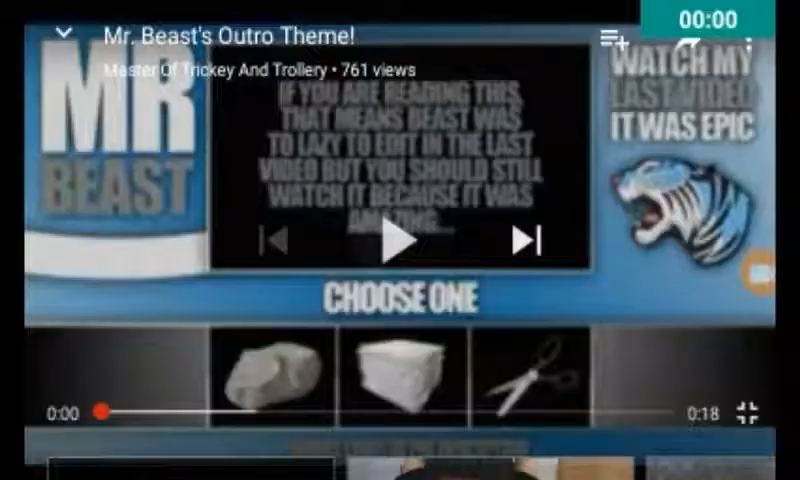 00:00
Mr. Beast's Outro Theme!
Master Of Trickey And Trollery • 761 views
MR
BEAST
IF YOU ARE READING THIS,
THAT MEANS BEAST WAS
TO LAZY TO EDIT IN THE LAST
VIDEO BUT YOU SHOULD STILL
WATCH IT BECAUSE IT WAS
AMAZING...
WATCH MY
LAST VIDEO
IT WAS EPIC
CHOOSE ONE
0:00
0:18